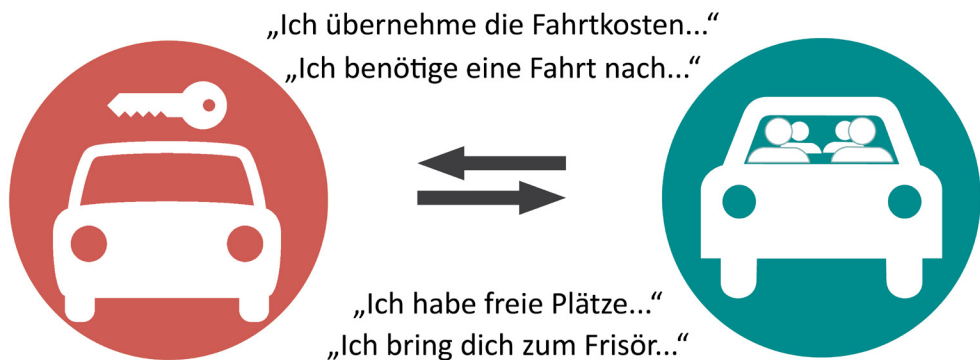 „Ich übernehme die Fahrtkosten...“
„Ich benötige eine Fahrt nach...“
„Ich habe freie Plätze...“
„Ich bring dich zum Frisör...“